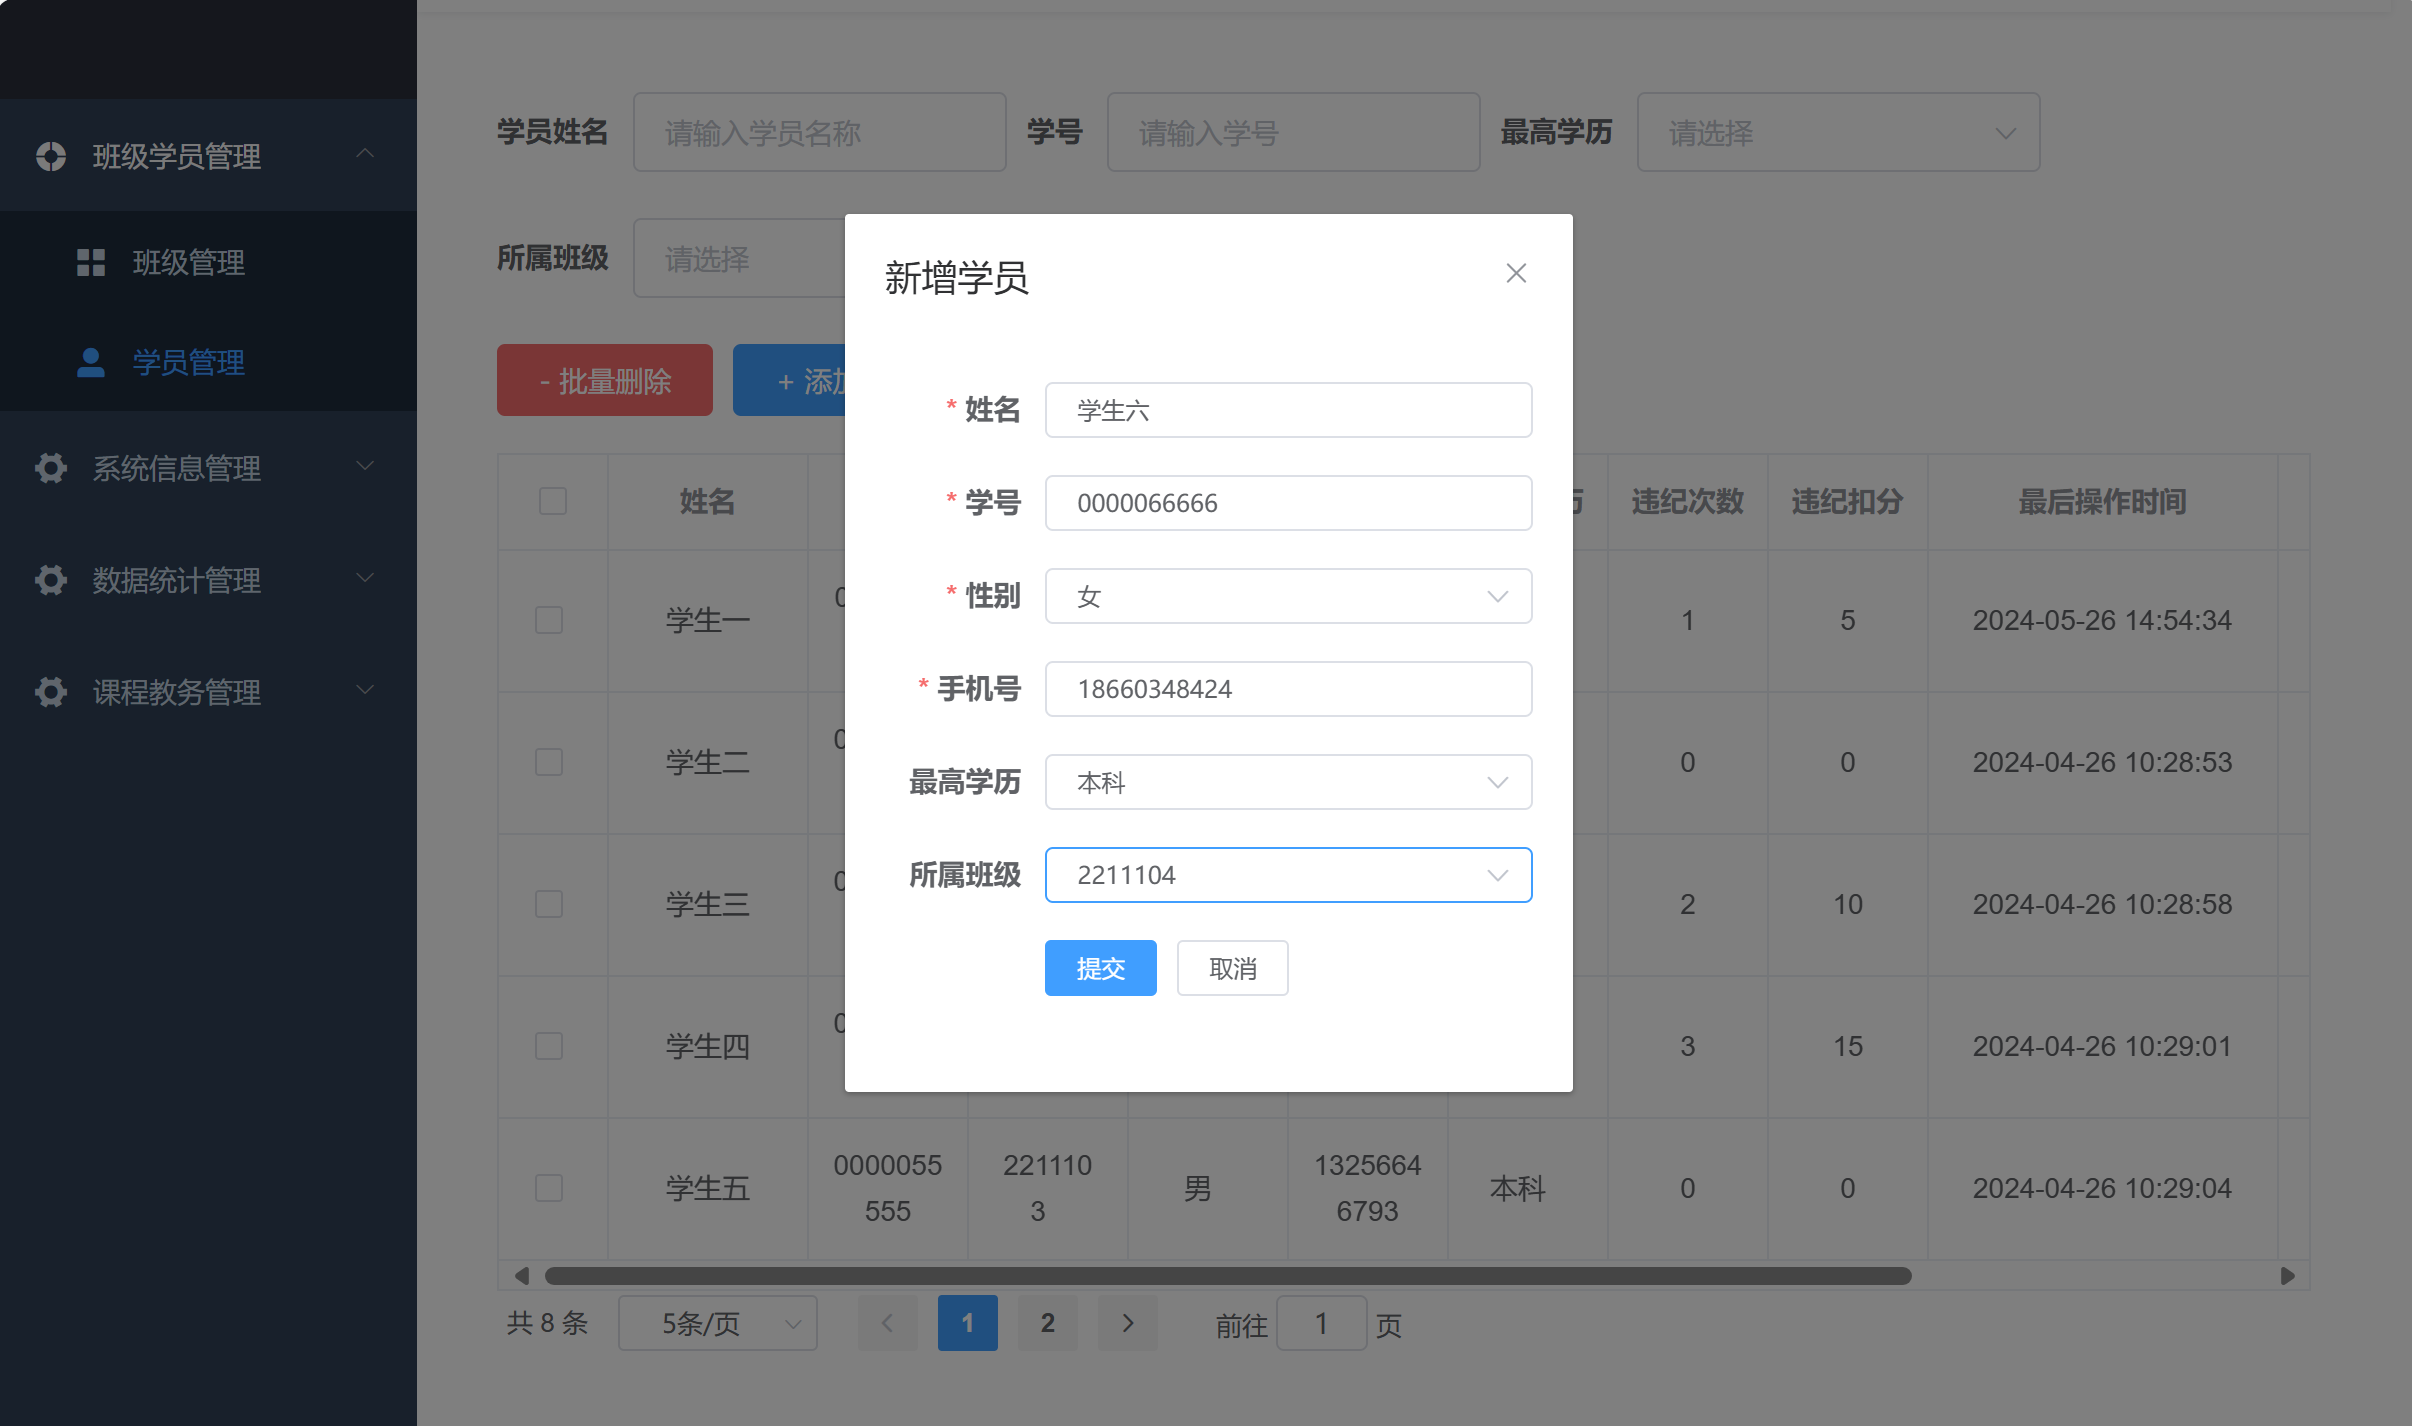 班级学员管理
班级管理
学员管理
系统信息管理
数据统计管理
课程教务管理
学员姓名 请输入学员名称 学号 请输入学号 最高学历 请选择
所属班级 请选择
- 批量删除 + 添
姓名 违纪次数 违纪扣分 最后操作时间
学生一 1 5 2024-05-26 14:54:34
学生二 0 0 2024-04-26 10:28:53
学生三 2 10 2024-04-26 10:28:58
学生四 3 15 2024-04-26 10:29:01
学生五 0000055555 2211103 男 13256646793 本科 0 0 2024-04-26 10:29:04
共 8 条 5条/页 1 2 前往 1 页
新增学员
* 姓名 学生六
* 学号 0000066666
* 性别 女
* 手机号 18660348424
最高学历 本科
所属班级 2211104
提交 取消